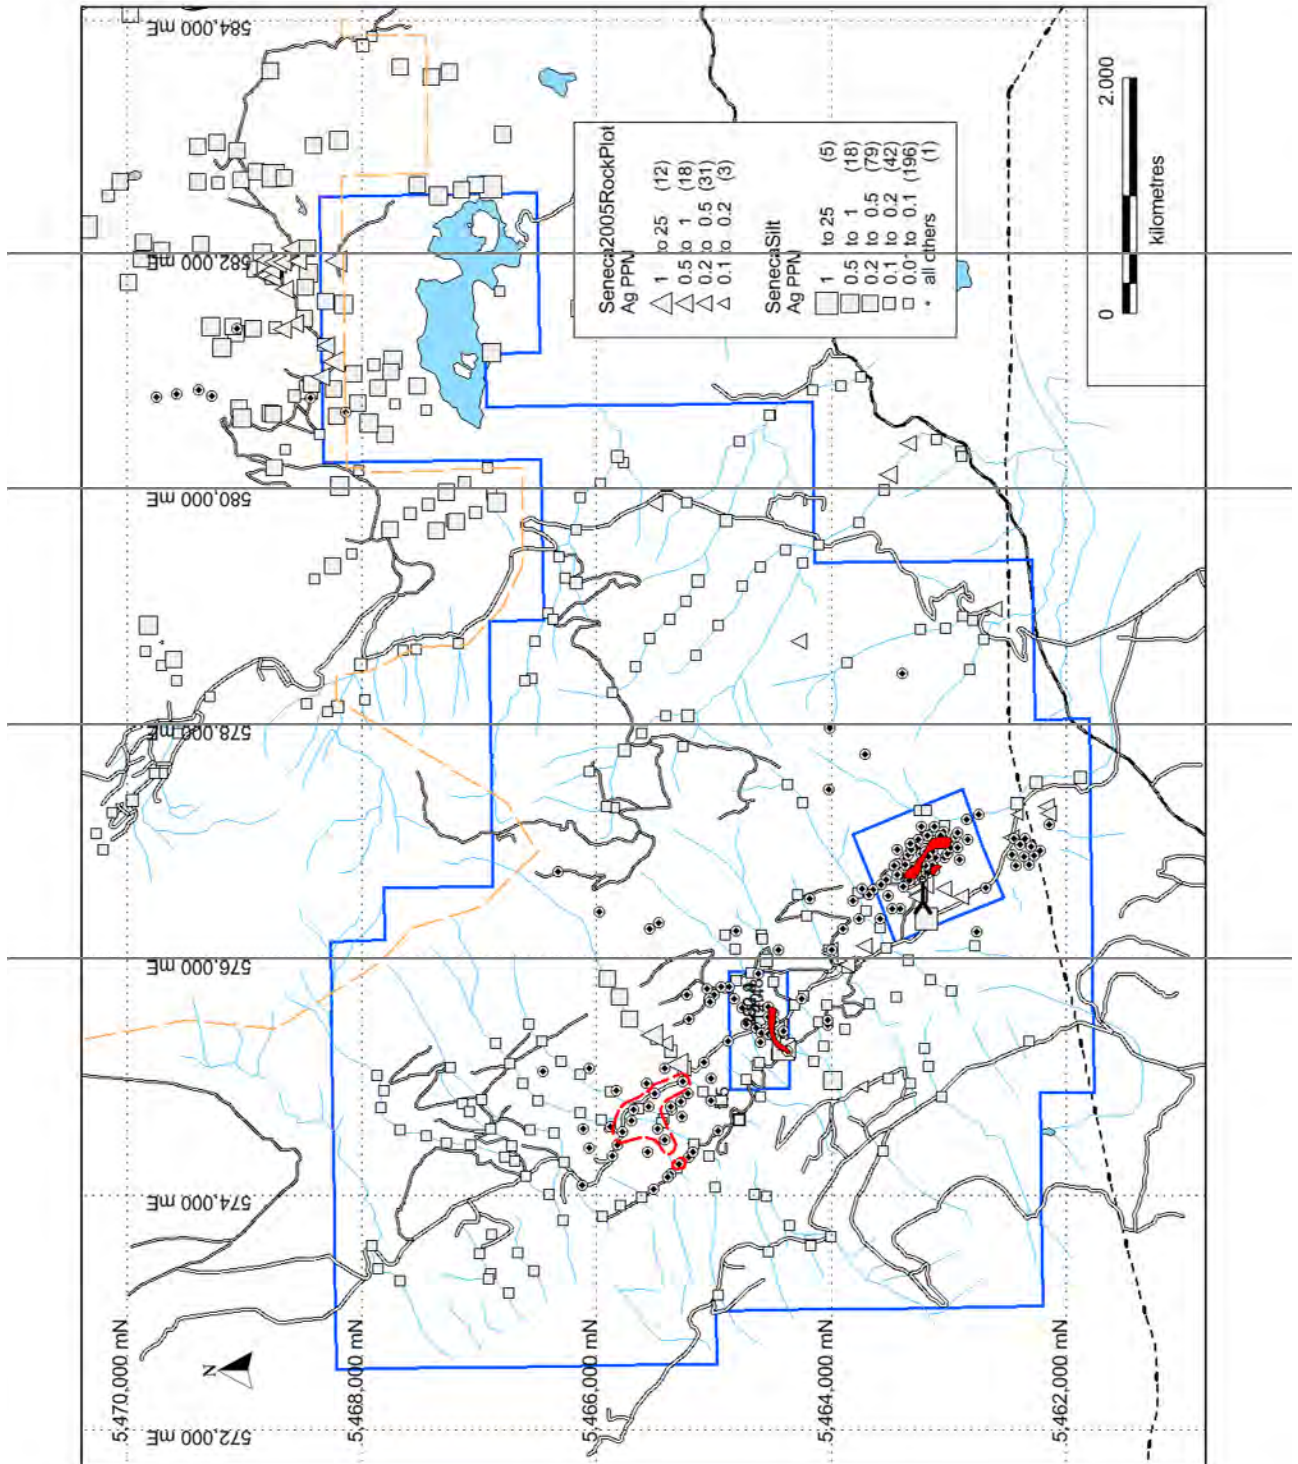 584,000 mE
582,000 mE
580,000 mE
578,000 mE
576,000 mE
574,000 mE
572,000 mE
5,470,000 mN
5,468,000 mN
5,466,000 mN
5,464,000 mN
5,462,000 mN
N
Seneca2005RockPlot
Ag PPM
1 to 25 (12)
0.5 to 1 (18)
0.2 to 0.5 (31)
0.1 to 0.2 (3)
SenecaSilt
Ag PPM
1 to 25 (5)
0.5 to 1 (18)
0.2 to 0.5 (79)
0.1 to 0.2 (42)
0.01 to 0.1 (196)
all others (1)
0 2.000
kilometres